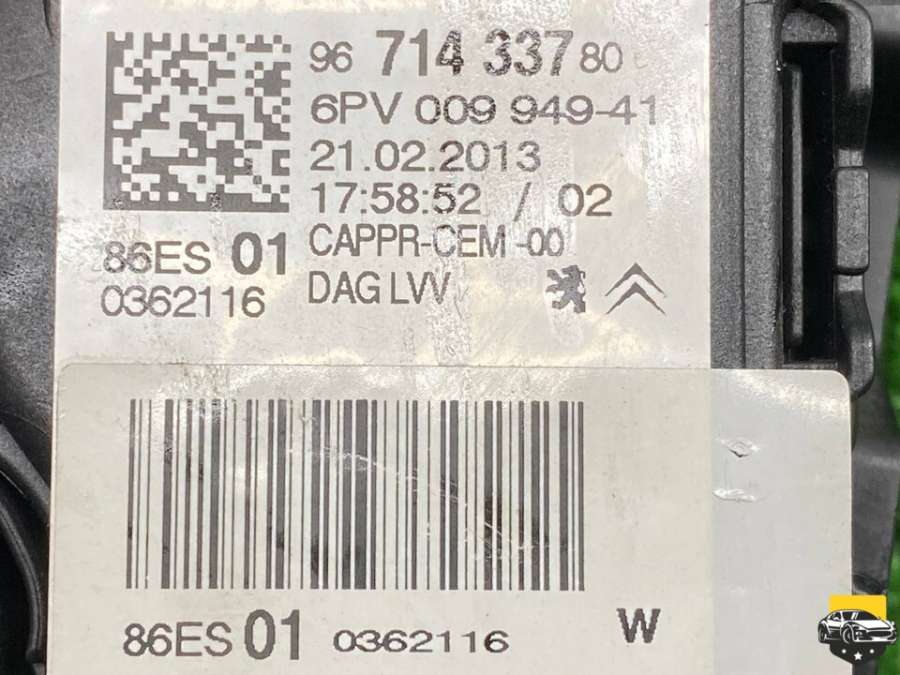 96 714 337 80
6PV 009 949-41
21.02.2013
17:58:52 / 02
86ES 01 CAPPR-CEM -00
0362116 DAG LVV
86ES 01 0362116 W